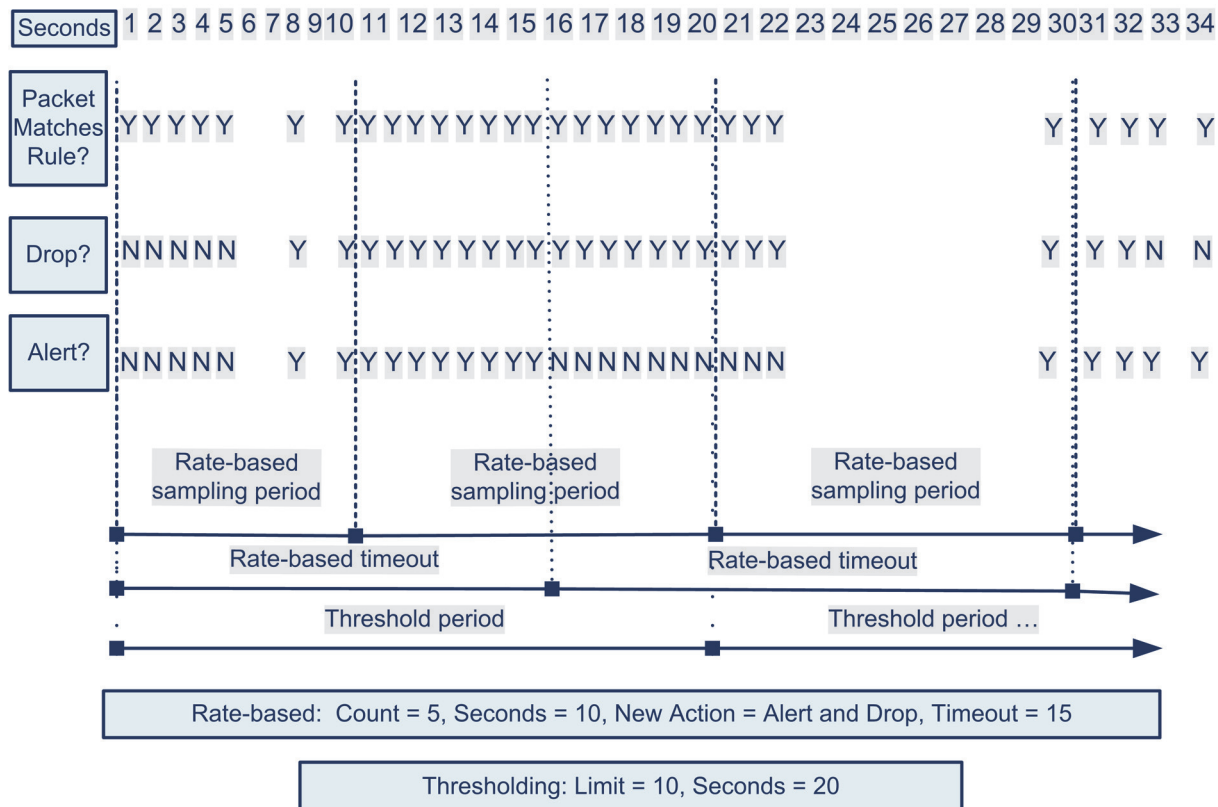 Seconds 1 2 3 4 5 6 7 8 9 10 11 12 13 14 15 16 17 18 19 20 21 22 23 24 25 26 27 28 29 30 31 32 33 34
Packet
Matches
Rule?
Y Y Y Y Y Y Y Y Y Y Y Y Y Y Y Y Y Y Y Y Y Y Y Y Y Y Y Y Y Y
Drop?
N N N N N Y Y Y Y Y Y Y Y Y Y Y Y Y Y Y Y Y Y Y Y Y Y Y N N
Alert?
N N N N N Y Y Y Y Y Y Y Y Y Y N N N N N N N N N N Y Y Y Y Y
Rate-based
sampling period
Rate-based
sampling period
Rate-based
sampling period
Rate-based timeout
Rate-based timeout
Threshold period
Threshold period …
Rate-based: Count = 5, Seconds = 10, New Action = Alert and Drop, Timeout = 15
Thresholding: Limit = 10, Seconds = 20